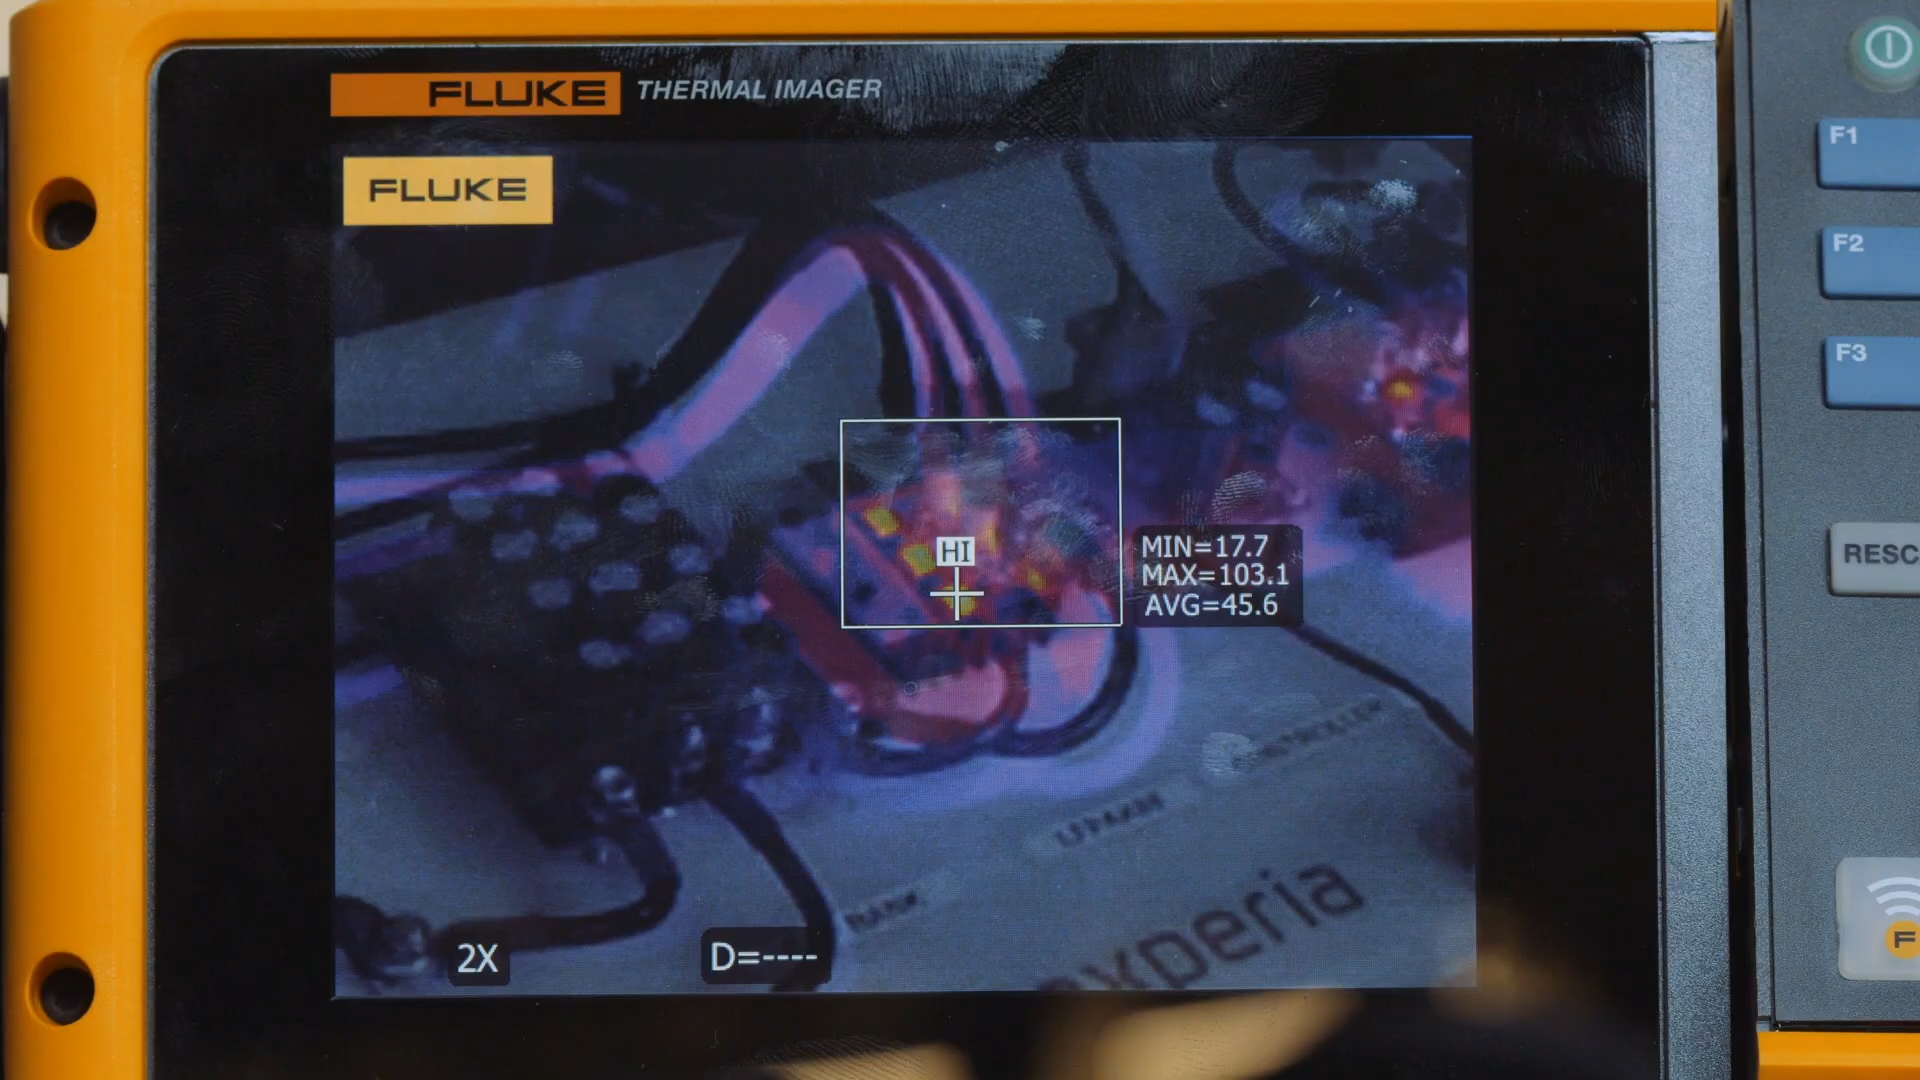 FLUKE THERMAL IMAGER
FLUKE
F1
F2
F3
HI
MIN=17.7
MAX=103.1
AVG=45.6
RESC
2X
D=----
experia
F